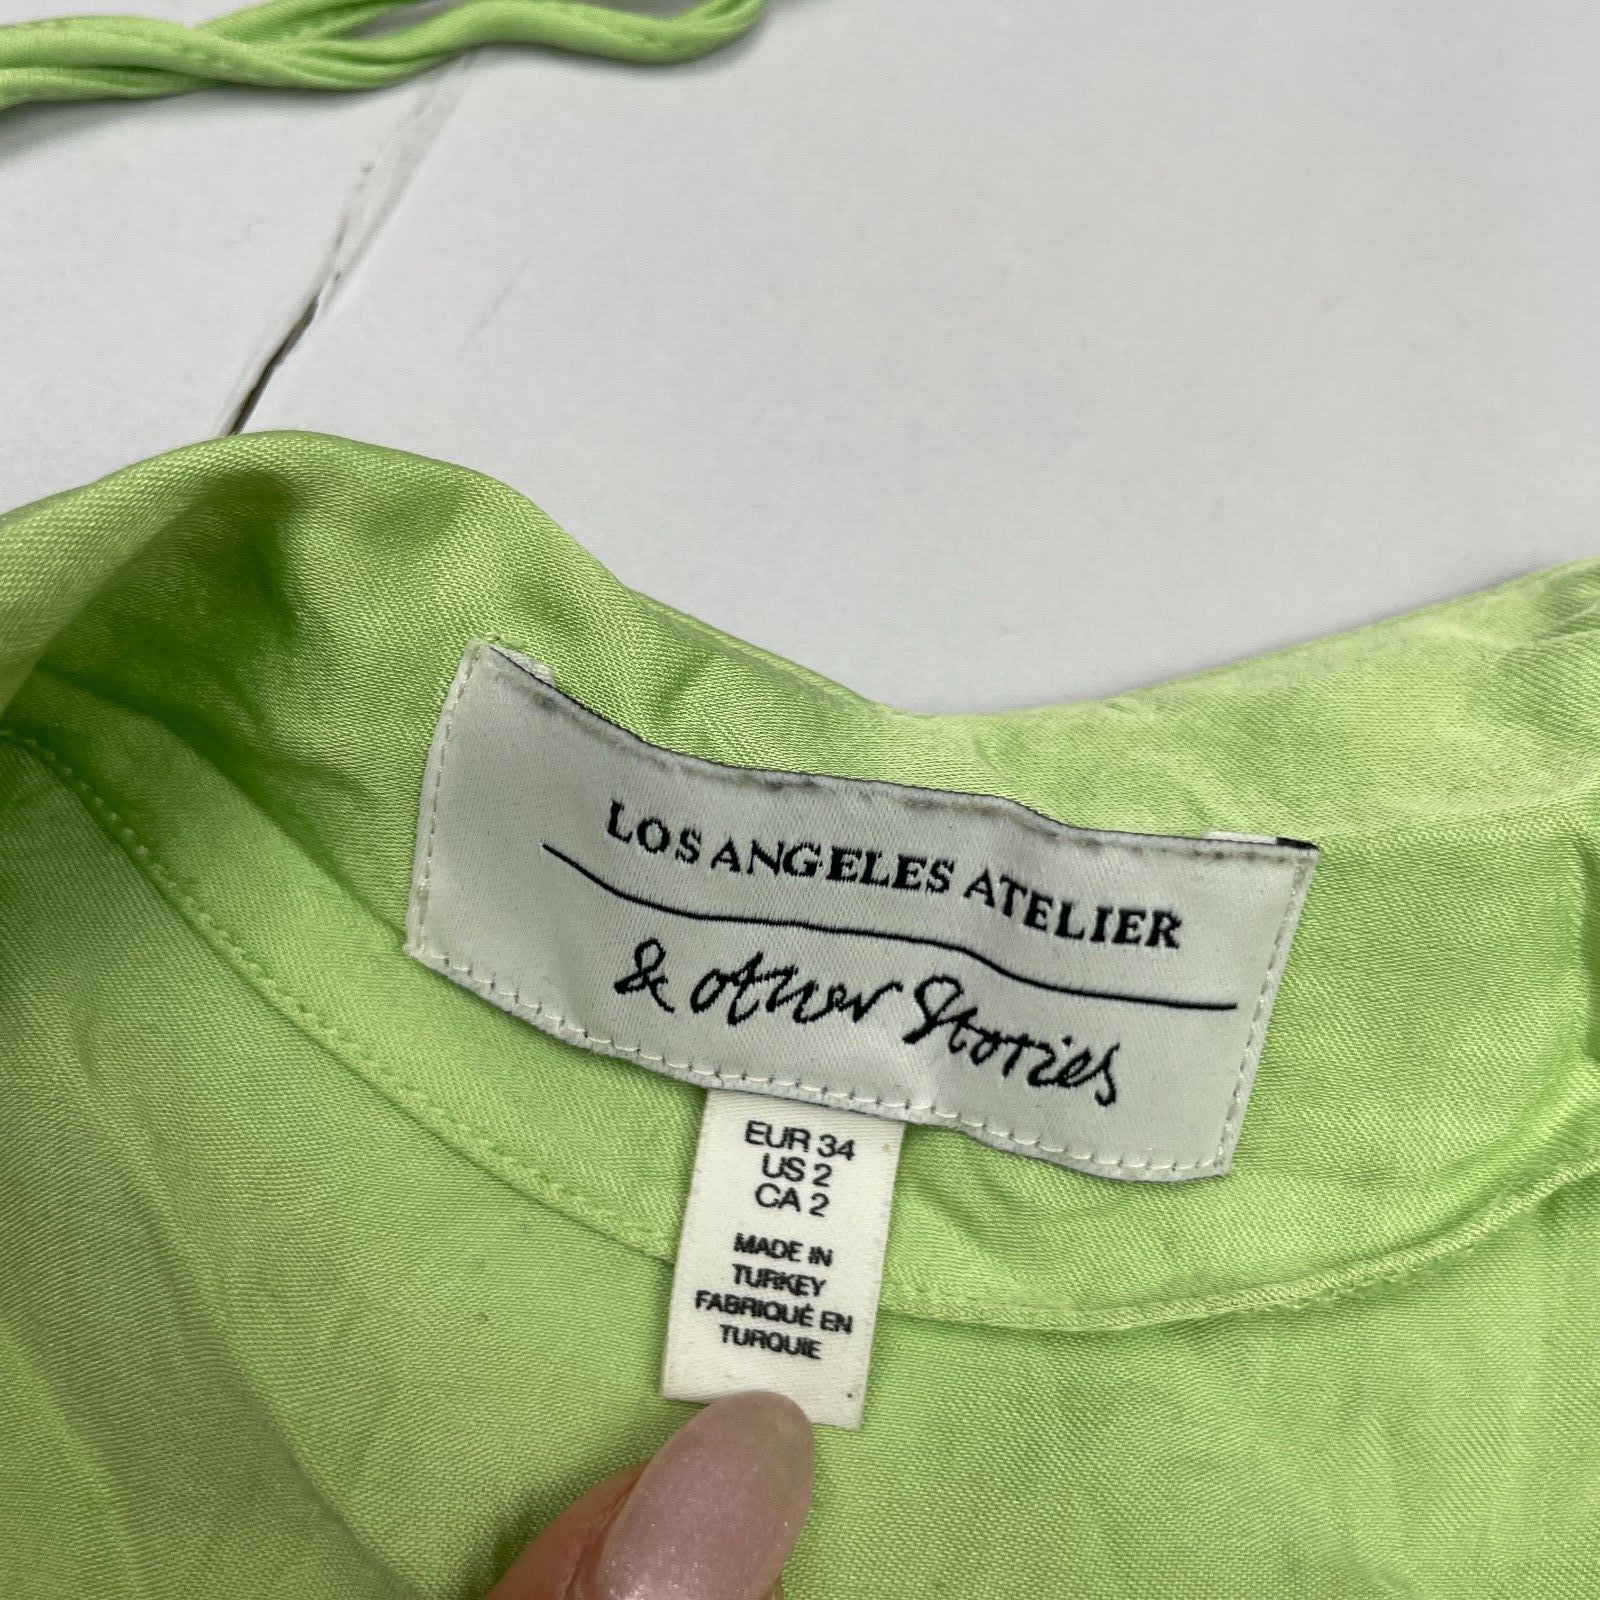 LOS ANGELES ATELIER
& other Stories
EUR 34
US 2
CA 2
MADE IN
TURKEY
FABRIQUÉ EN
TURQUIE